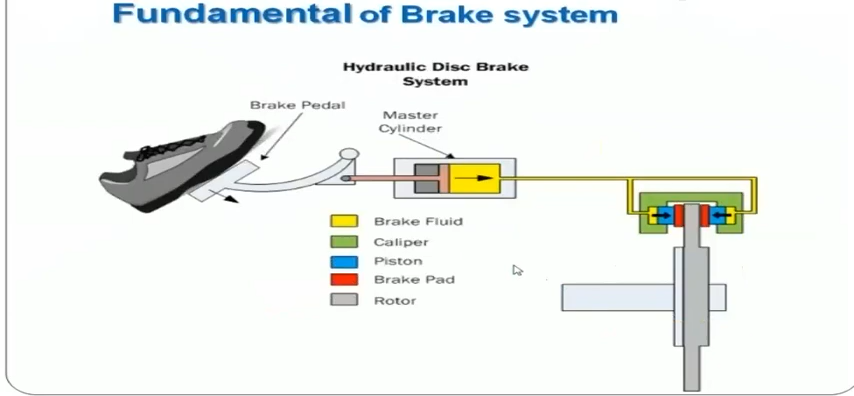 Fundamental of Brake system
Hydraulic Disc Brake
System
Brake Pedal
Master
Cylinder
Brake Fluid
Caliper
Piston
Brake Pad
Rotor